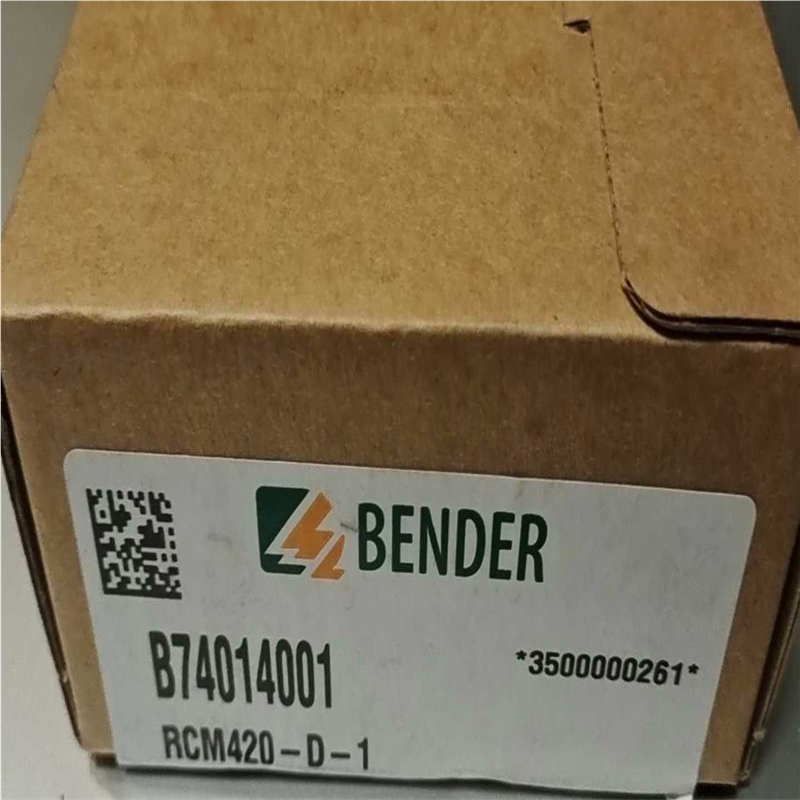 BENDER
B74014001
*3500000261*
RCM420-D-1